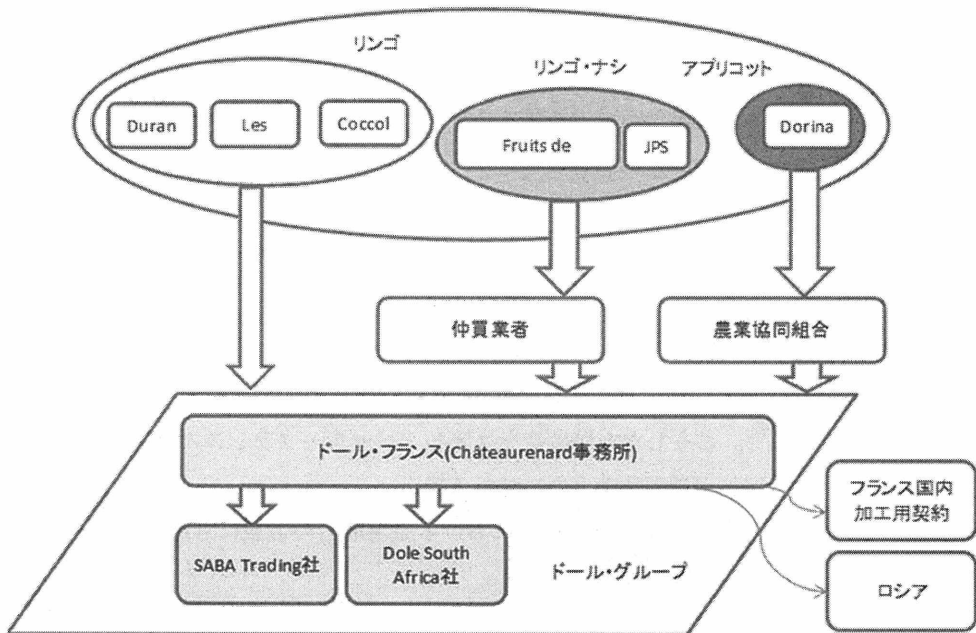 リンゴ
リンゴ・ナシ
アプリコット
Duran
Les
Coccol
Fruits de
JPS
Dorina
仲買業者
農業協同組合
ドール・フランス(Châteaurenard事務所)
フランス国内
加工用契約
SABA Trading社
Dole South
Africa社
ドール・グループ
ロシア